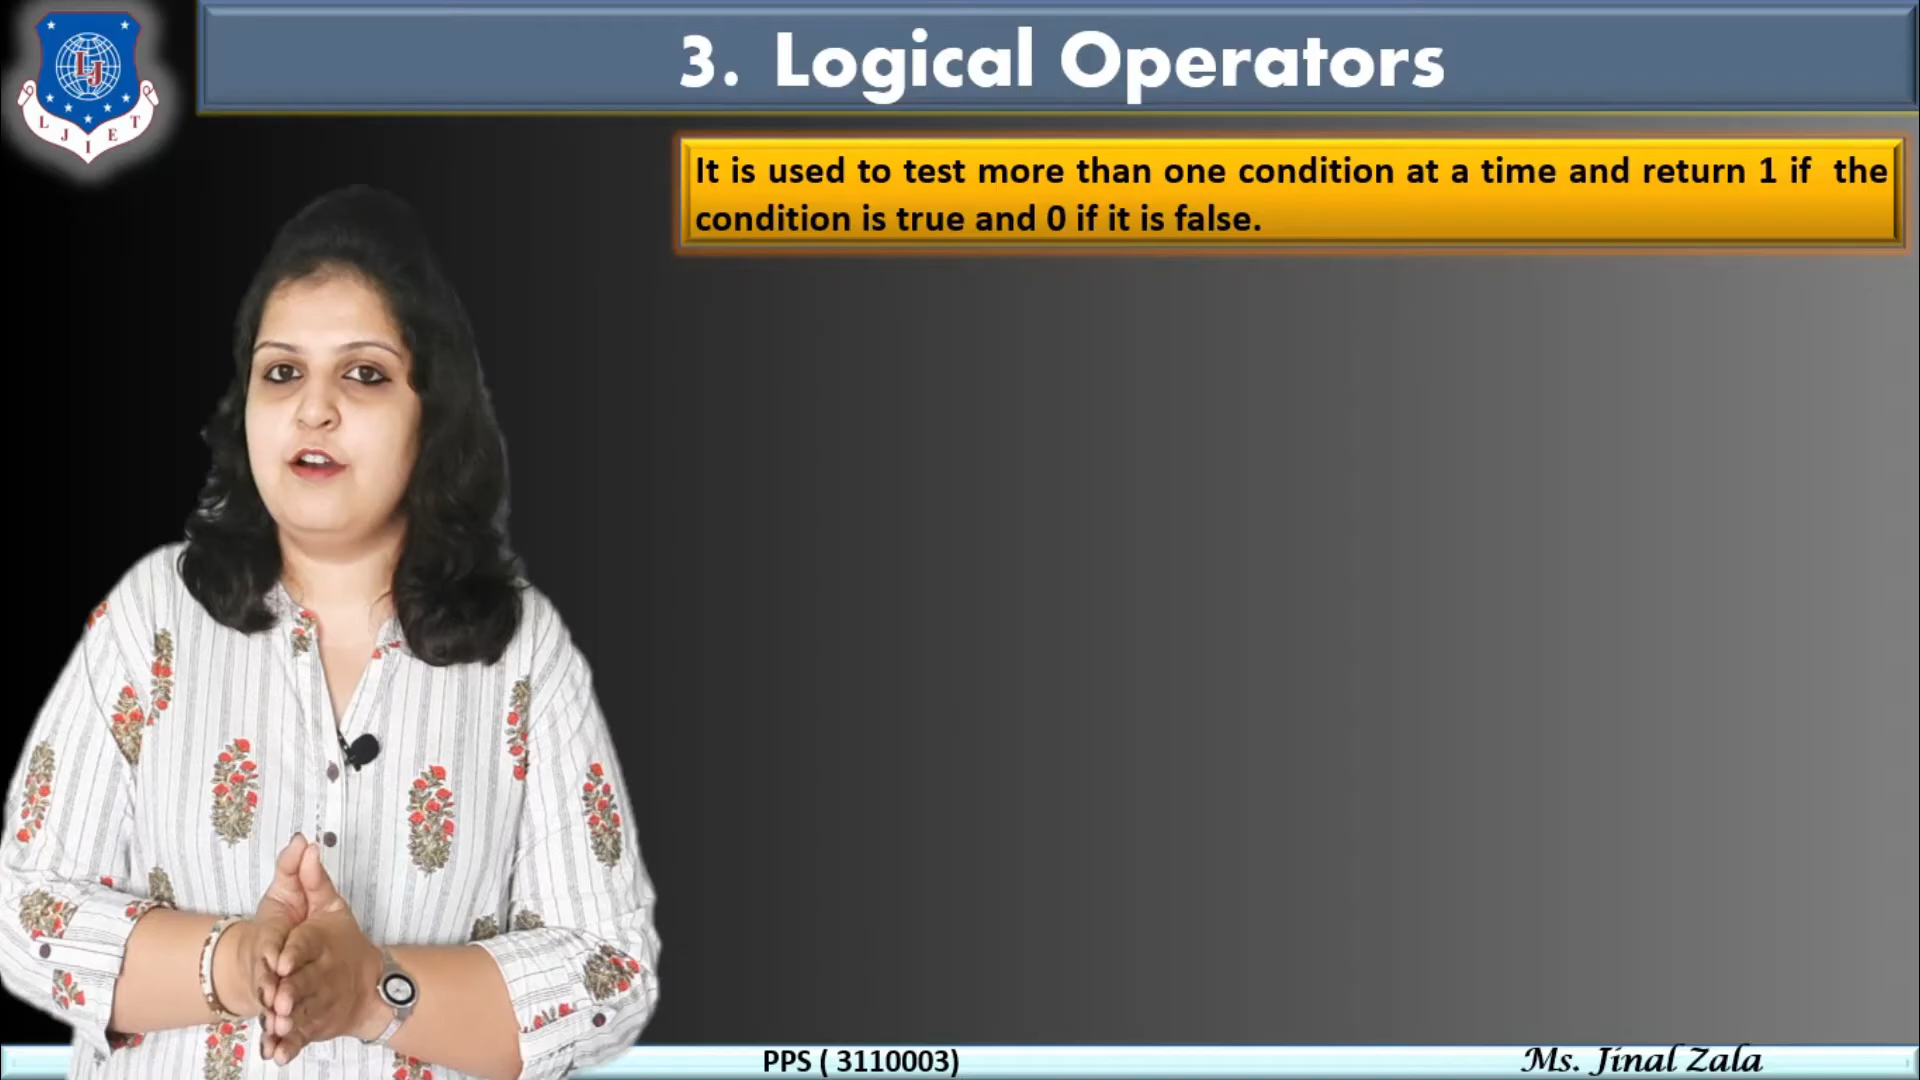 3. Logical Operators
LJ
L J I E T
It is used to test more than one condition at a time and return 1 if the
condition is true and 0 if it is false.
PPS ( 3110003)
Ms. Jinal Zala